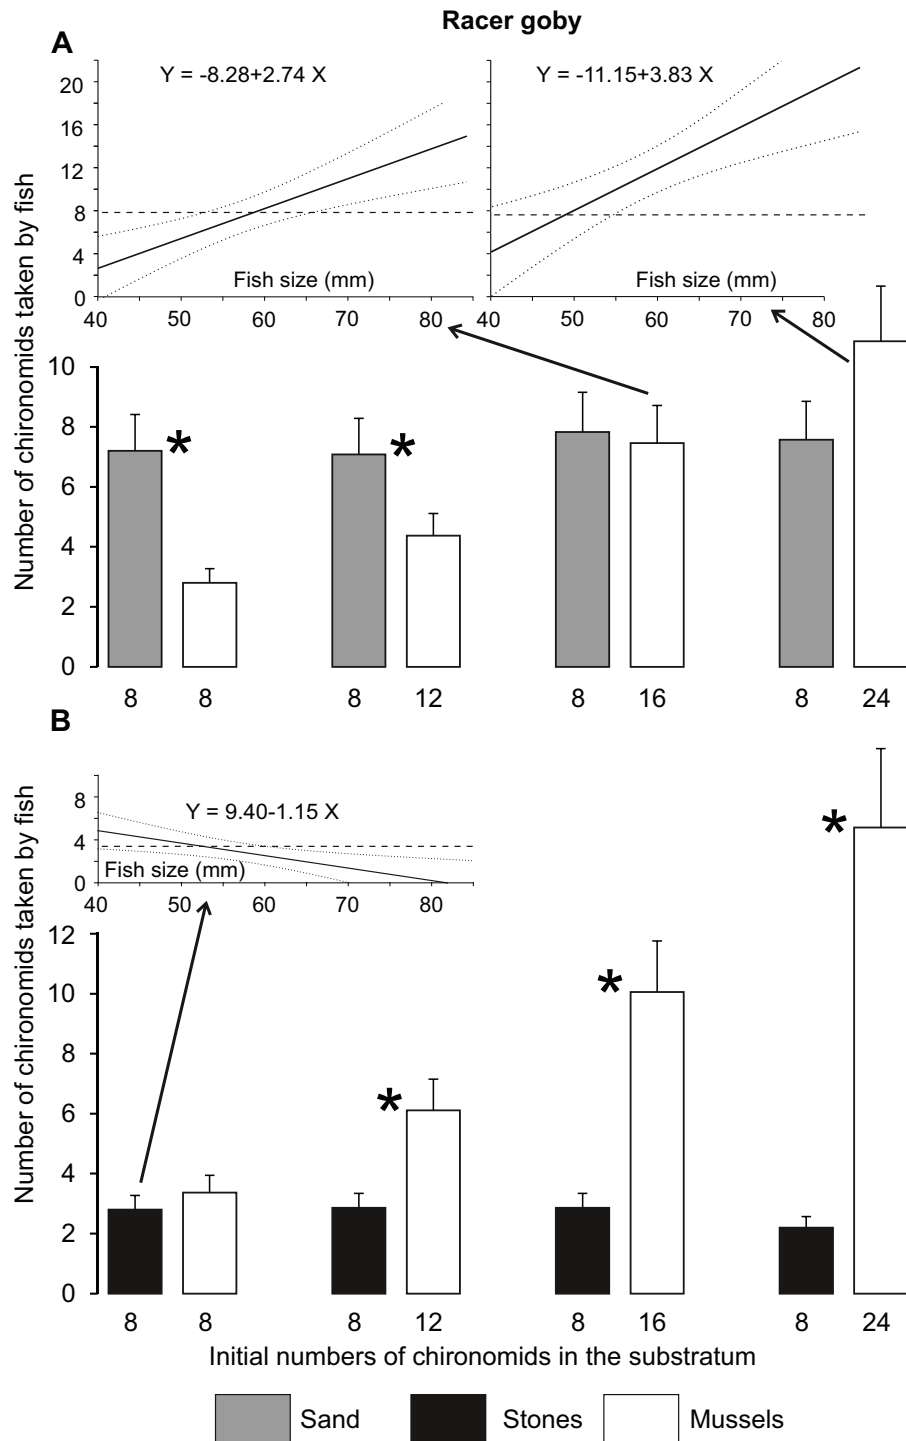 Racer goby
A
Y = -8.28+2.74 X
Y = -11.15+3.83 X
20
16
12
8
4
0
Fish size (mm)
Fish size (mm)
40 50 60 70 80
40 50 60 70 80
Number of chironomids taken by fish
10
8
6
4
2
0
* *
8 8 8 12 8 16 8 24
B
Y = 9.40-1.15 X
8
4
0
Fish size (mm)
40 50 60 70 80
Number of chironomids taken by fish
12
10
8
6
4
2
0
* * *
8 8 8 12 8 16 8 24
Initial numbers of chironomids in the substratum
Sand Stones Mussels